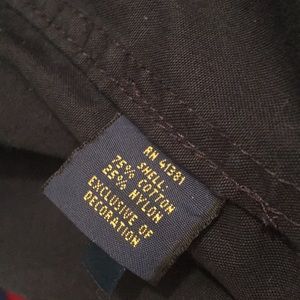 RN 41381
SHELL:
75% COTTON
25% NYLON
EXCLUSIVE OF
DECORATION